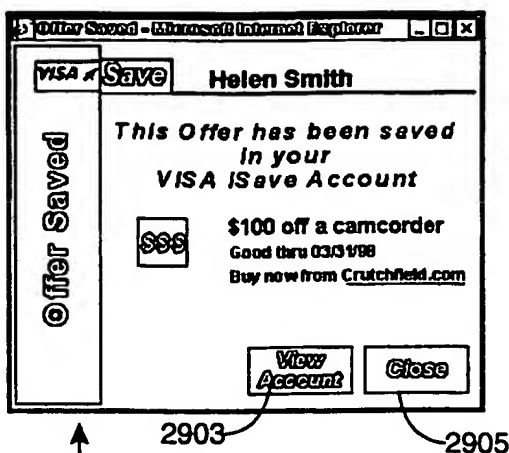 Offer Saved - Microsoft Internet Explorer
VISA
Save
Helen Smith
Offer Saved
This Offer has been saved
in your
VISA ISave Account
$$$
$100 off a camcorder
Good thru 03/31/98
Buy now from Crutchfield.com
View
Account
Close
2903
2905